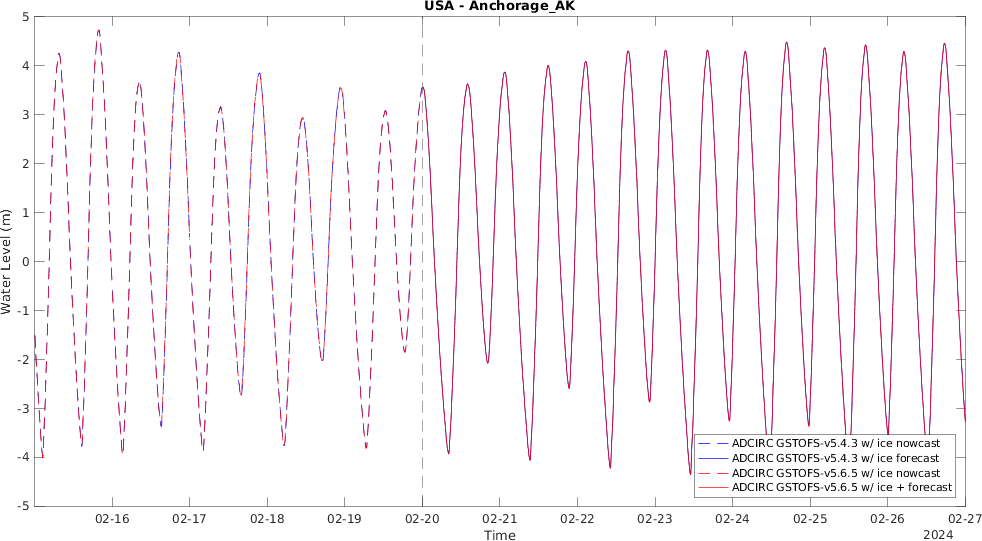 USA - Anchorage_AK
Water Level (m)
5
4
3
2
1
0
-1
-2
-3
-4
-5
ADCIRC GSTOFS-v5.4.3 w/ ice nowcast
ADCIRC GSTOFS-v5.4.3 w/ ice forecast
ADCIRC GSTOFS-v5.6.5 w/ ice nowcast
ADCIRC GSTOFS-v5.6.5 w/ ice + forecast
02-16 02-17 02-18 02-19 02-20 02-21 02-22 02-23 02-24 02-25 02-26 02-27
Time 2024